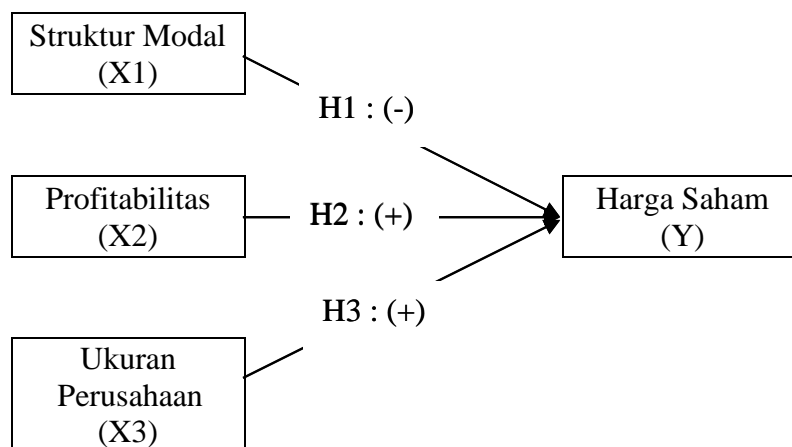 Struktur Modal
(X1)
H1 : (-)
Profitabilitas
(X2)
H2 : (+)
Harga Saham
(Y)
H3 : (+)
Ukuran
Perusahaan
(X3)